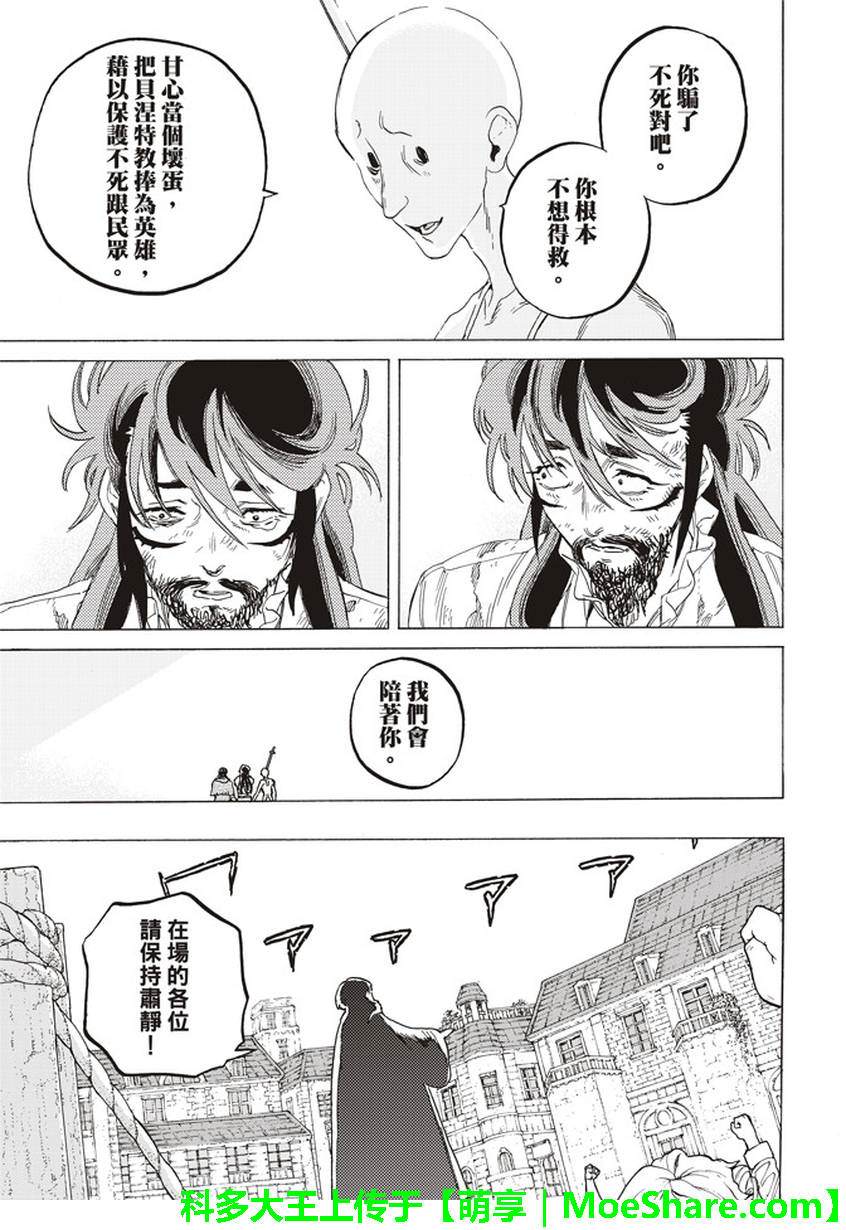 你騙了
不死對吧。
你根本
不想得救。
甘心當個壞蛋，
把貝涅特教捧為英雄，
藉以保護不死跟民眾。
我們會
陪著你。
ア
ア
ア
ア
在場的各位
請保持肅靜！
科多大王上传于【萌享｜MoeShare.com】